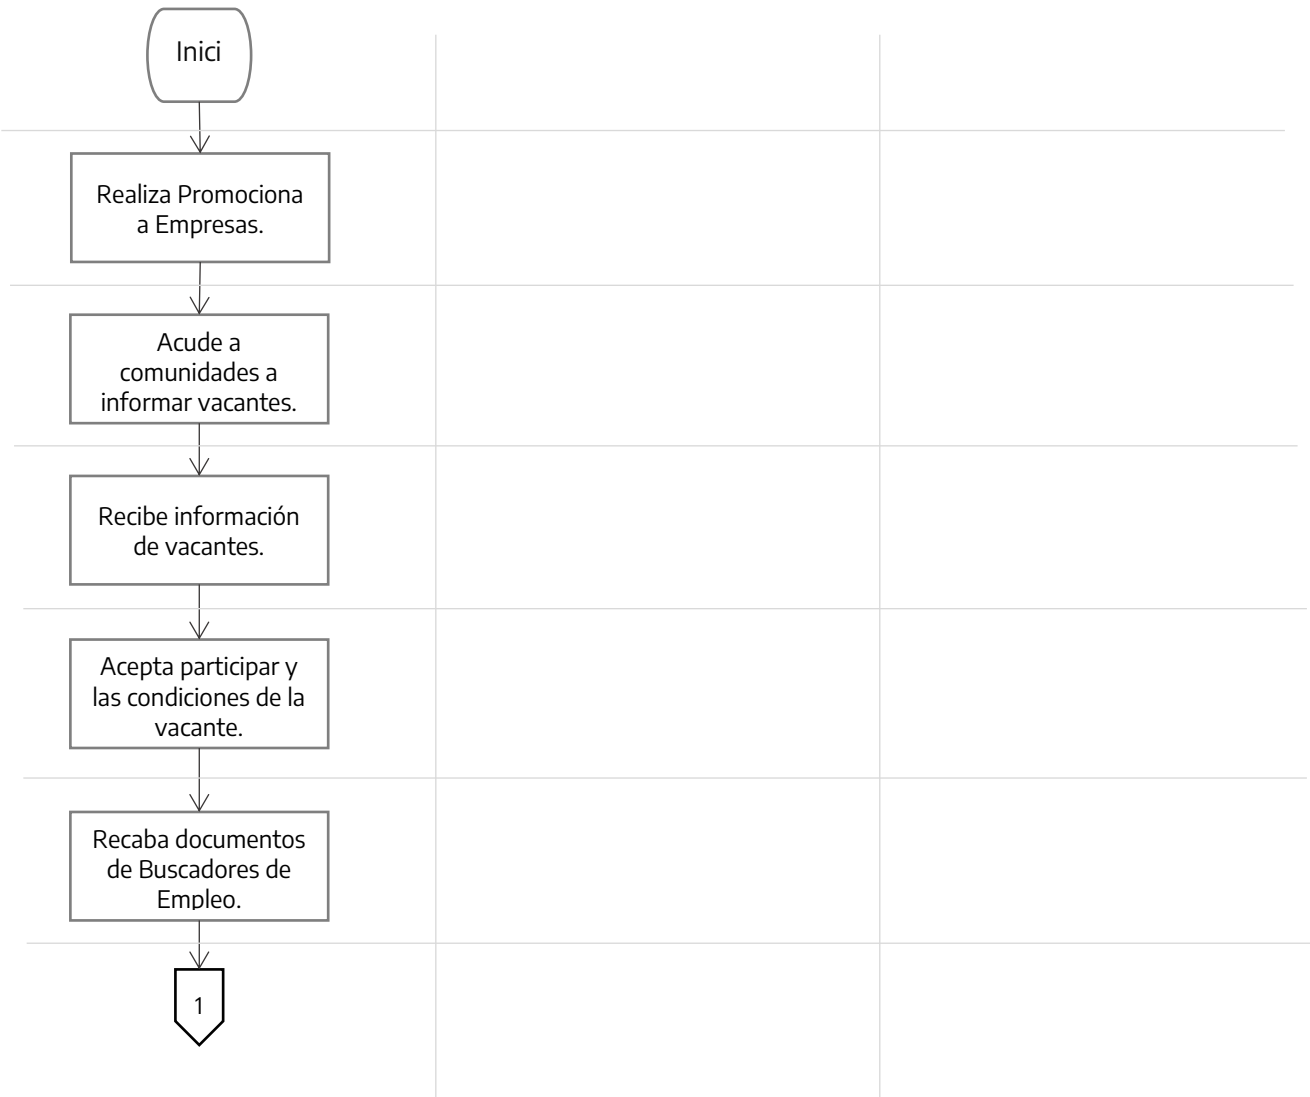 Inici
Realiza Promociona
a Empresas.
Acude a
comunidades a
informar vacantes.
Recibe información
de vacantes.
Acepta participar y
las condiciones de la
vacante.
Recaba documentos
de Buscadores de
Empleo.
1